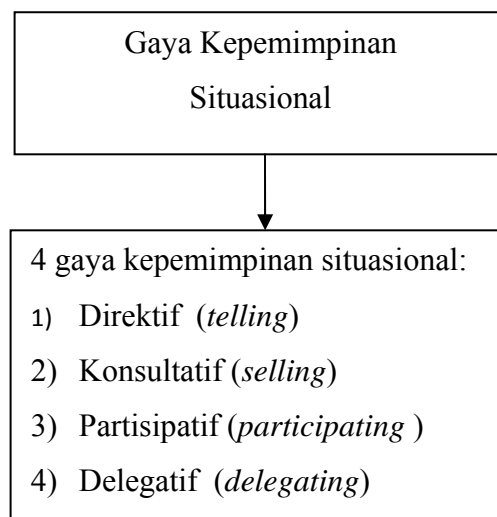 Gaya Kepemimpinan
Situasional
4 gaya kepemimpinan situasional:
1) Direktif (telling)
2) Konsultatif (selling)
3) Partisipatif (participating )
4) Delegatif (delegating)